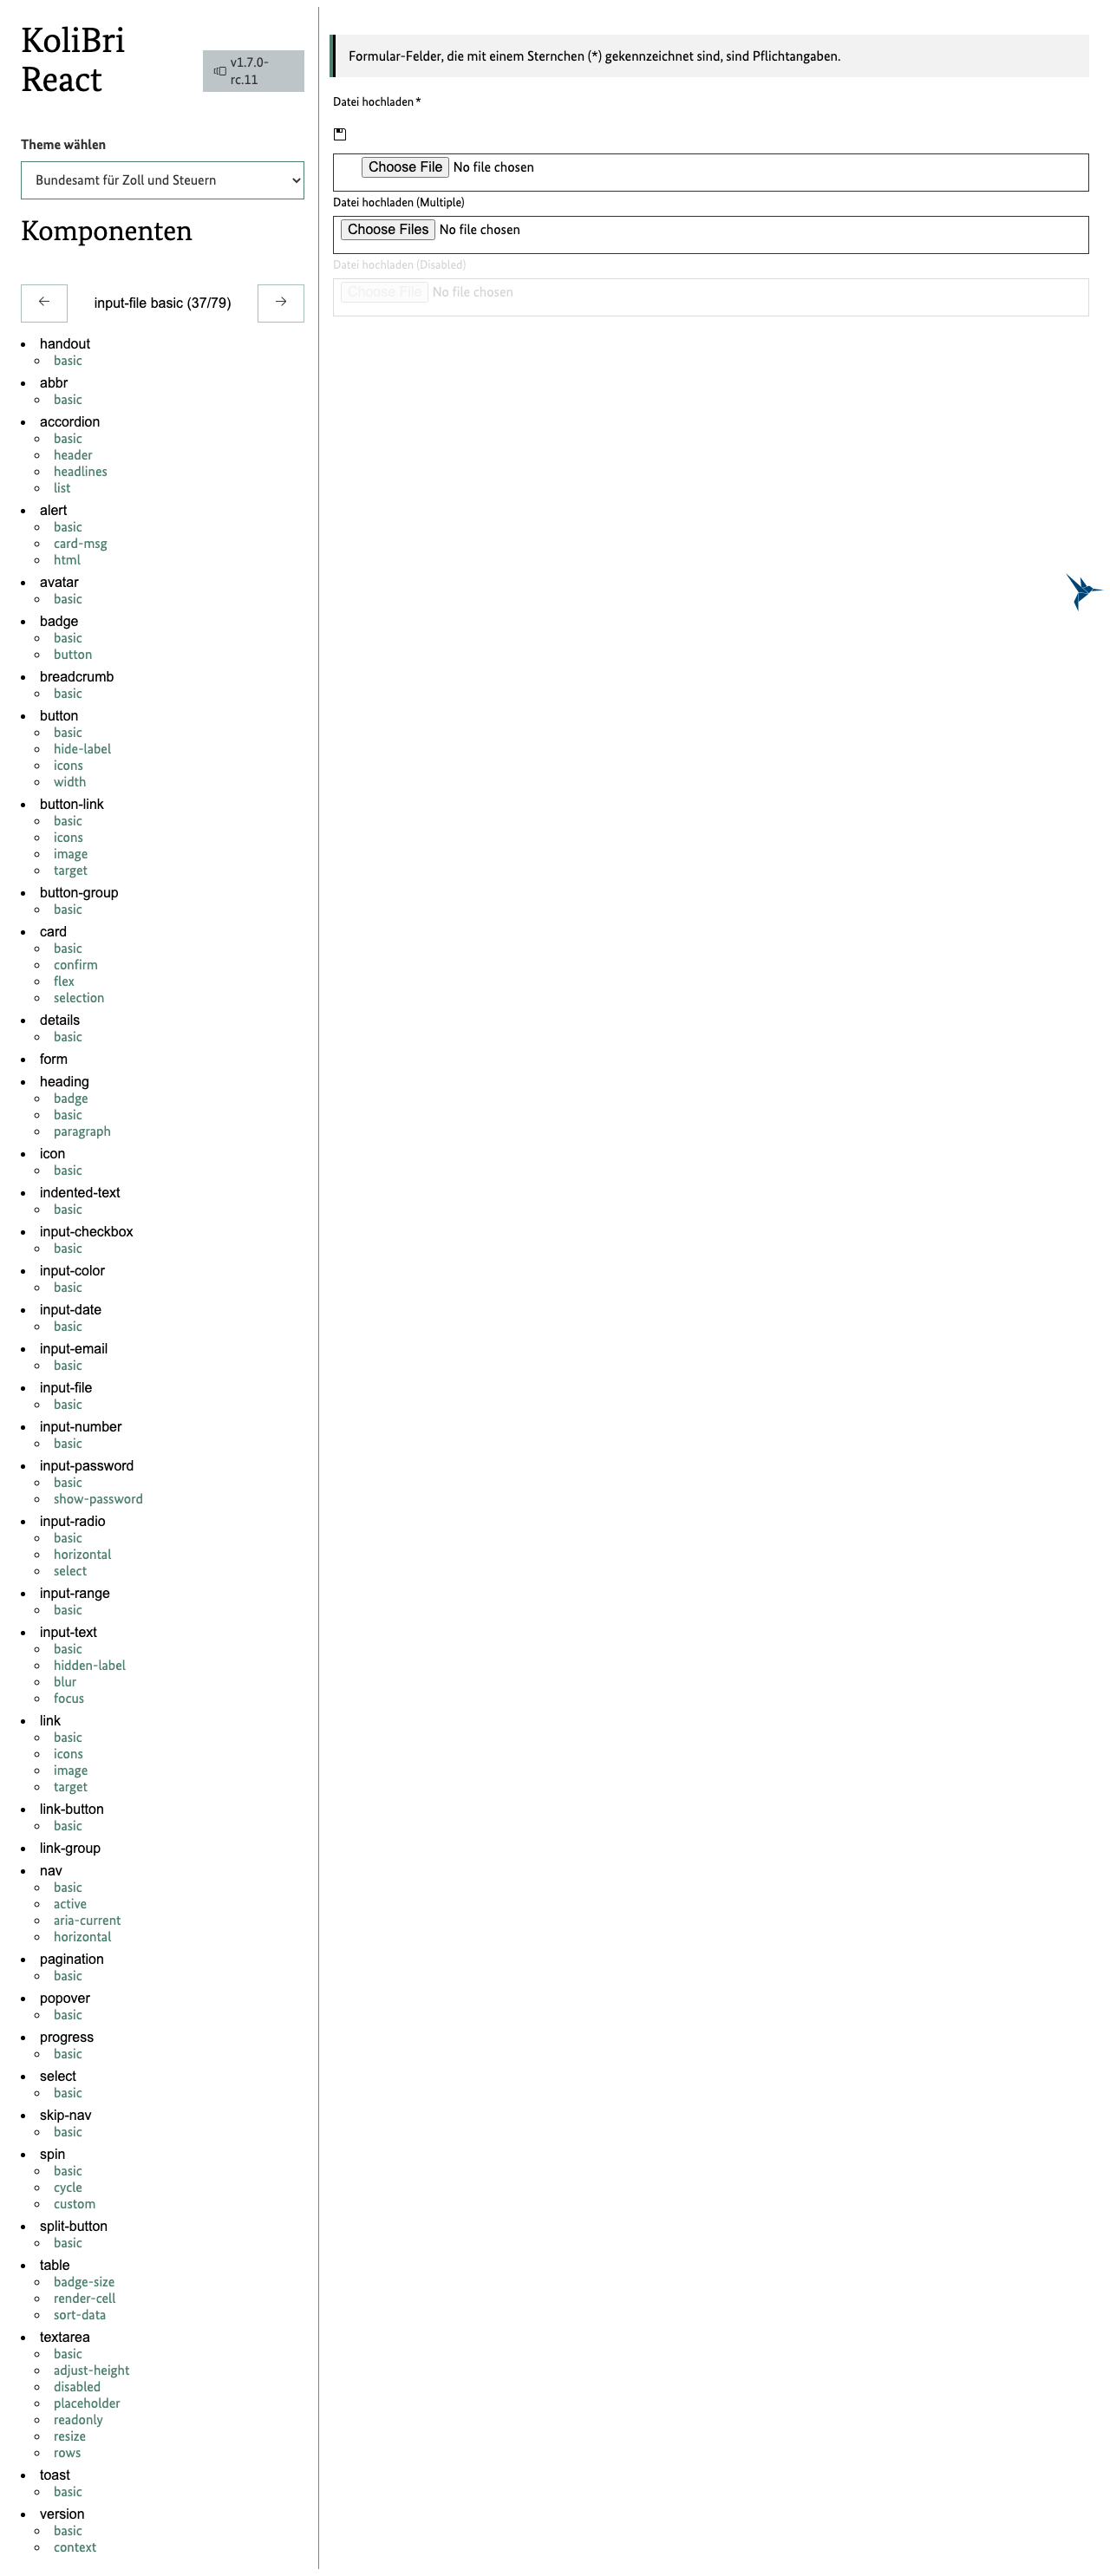 KoliBri
React
v1.7.0-
rc.11
Theme wählen
Bundesamt für Zoll und Steuern
Komponenten
input-file basic (37/79)
handout
basic
abbr
basic
accordion
basic
header
headlines
list
alert
basic
card-msg
html
avatar
basic
badge
basic
button
breadcrumb
basic
button
basic
hide-label
icons
width
button-link
basic
icons
image
target
button-group
basic
card
basic
confirm
flex
selection
details
basic
form
heading
badge
basic
paragraph
icon
basic
indented-text
basic
input-checkbox
basic
input-color
basic
input-date
basic
input-email
basic
input-file
basic
input-number
basic
input-password
basic
show-password
input-radio
basic
horizontal
select
input-range
basic
input-text
basic
hidden-label
blur
focus
link
basic
icons
image
target
link-button
basic
link-group
nav
basic
active
aria-current
horizontal
pagination
basic
popover
basic
progress
basic
select
basic
skip-nav
basic
spin
basic
cycle
custom
split-button
basic
table
badge-size
render-cell
sort-data
textarea
basic
adjust-height
disabled
placeholder
readonly
resize
rows
toast
basic
version
basic
context
Formular-Felder, die mit einem Sternchen (*) gekennzeichnet sind, sind Pflichtangaben.
Datei hochladen *
Choose File No file chosen
Datei hochladen (Multiple)
Choose Files No file chosen
Datei hochladen (Disabled)
Choose File No file chosen